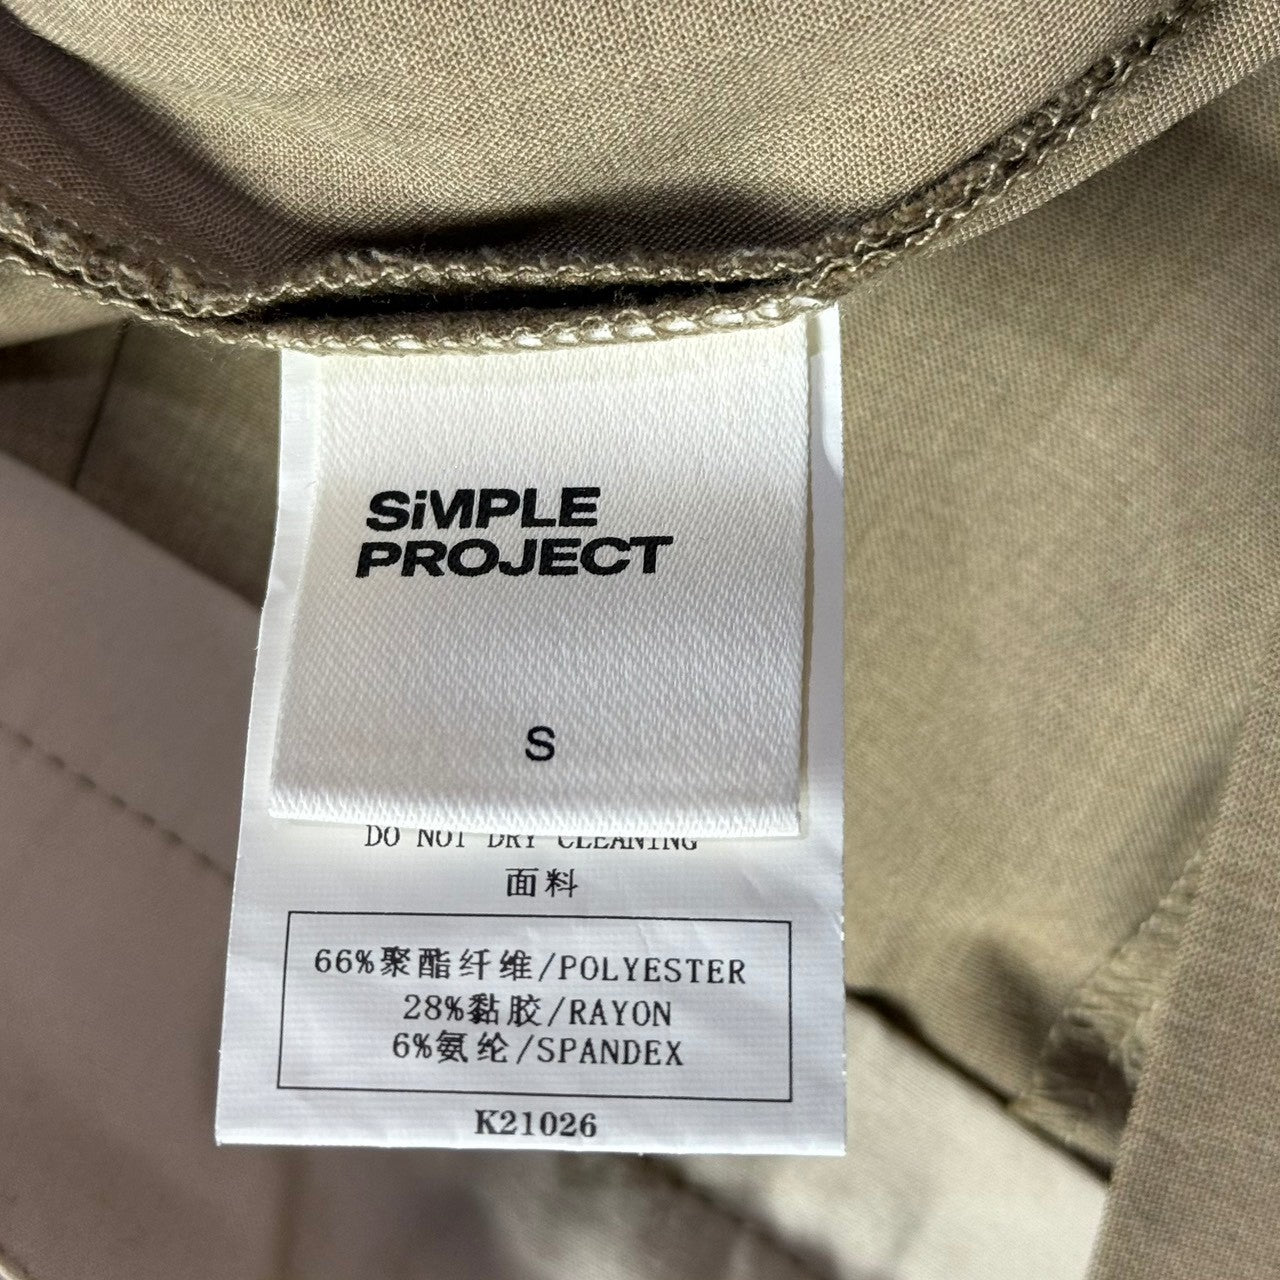 SiMPLE
PROJECT
S
DO NOT DRY CLEANING
面料
66%聚酯纤维/POLYESTER
28%黏胶/RAYON
6%氨纶/SPANDEX
K21026